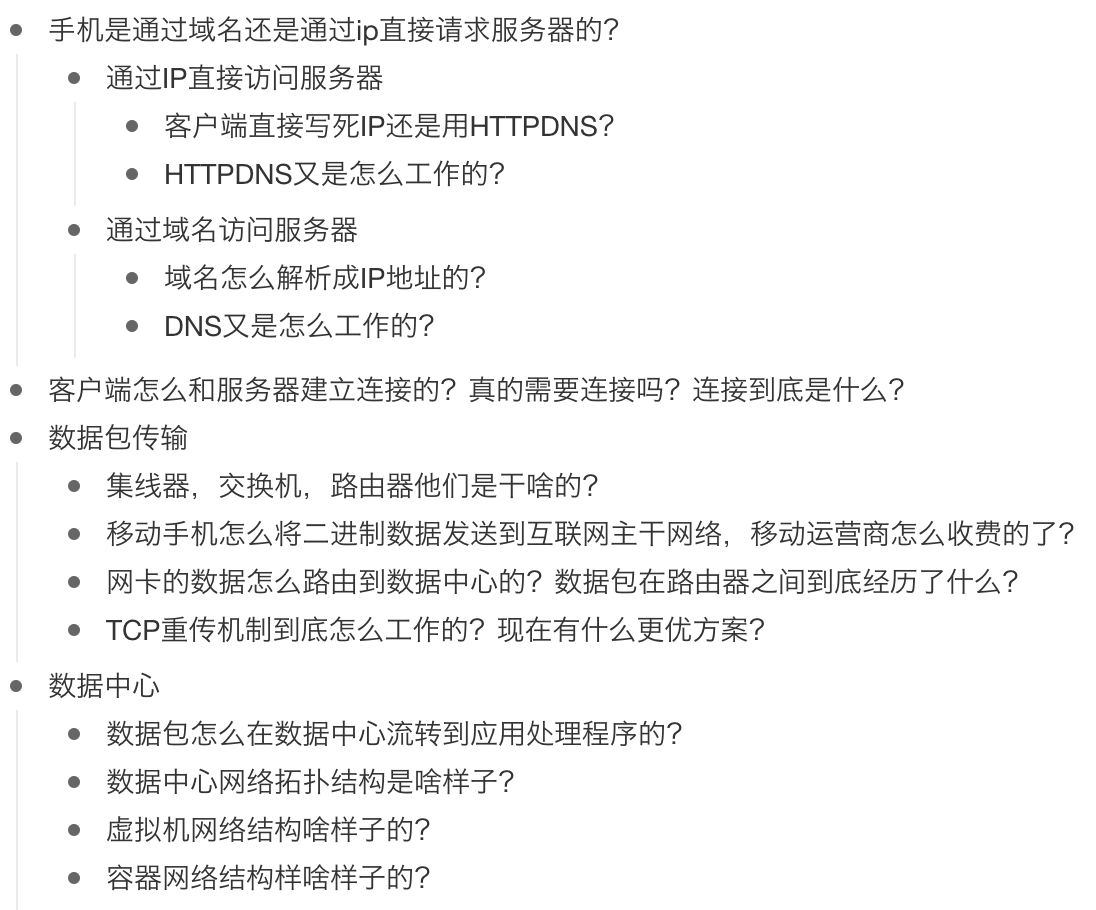 手机是通过域名还是通过ip直接请求服务器的？
通过IP直接访问服务器
客户端直接写死IP还是用HTTPDNS？
HTTPDNS又是怎么工作的？
通过域名访问服务器
域名怎么解析成IP地址的？
DNS又是怎么工作的？
客户端怎么和服务器建立连接的？真的需要连接吗？连接到底是什么？
数据包传输
集线器，交换机，路由器他们是干啥的？
移动手机怎么将二进制数据发送到互联网主干网络，移动运营商怎么收费的了？
网卡的数据怎么路由到数据中心的？数据包在路由器之间到底经历了什么？
TCP重传机制到底怎么工作的？现在有什么更优方案？
数据中心
数据包怎么在数据中心流转到应用处理程序的？
数据中心网络拓扑结构是啥样子？
虚拟机网络结构啥样子的？
容器网络结构样啥样子的？